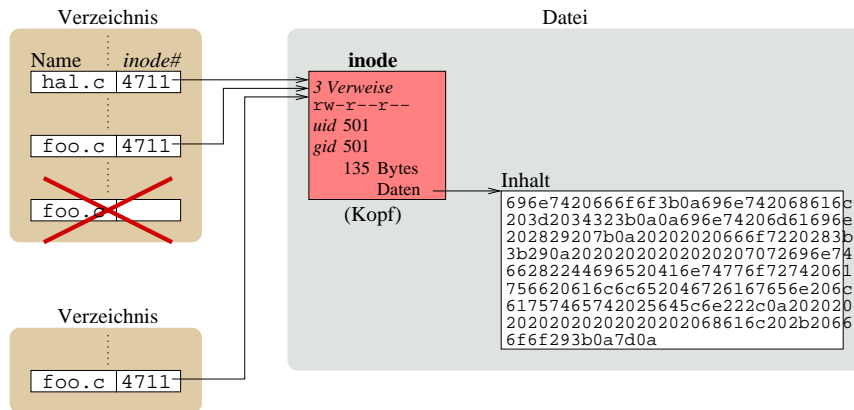 Verzeichnis
Datei
Name inode#
hal.c 4711
foo.c 4711
foo.c
inode
3 Verweise
rw-r--r--
uid 501
gid 501
135 Bytes
Daten
(Kopf)
Inhalt
696e7420666f6f3b0a696e742068616c
203d2034323b0a0a696e74206d61696e
202829207b0a20202020666f7220283b
3b290a20202020202020207072696e74
66282244696520416e74776f72742061
756620616c6c652046726167656e206c
61757465742025645c6e222c0a202020
20202020202020202068616c202b2066
6f6f293b0a7d0a
Verzeichnis
foo.c 4711